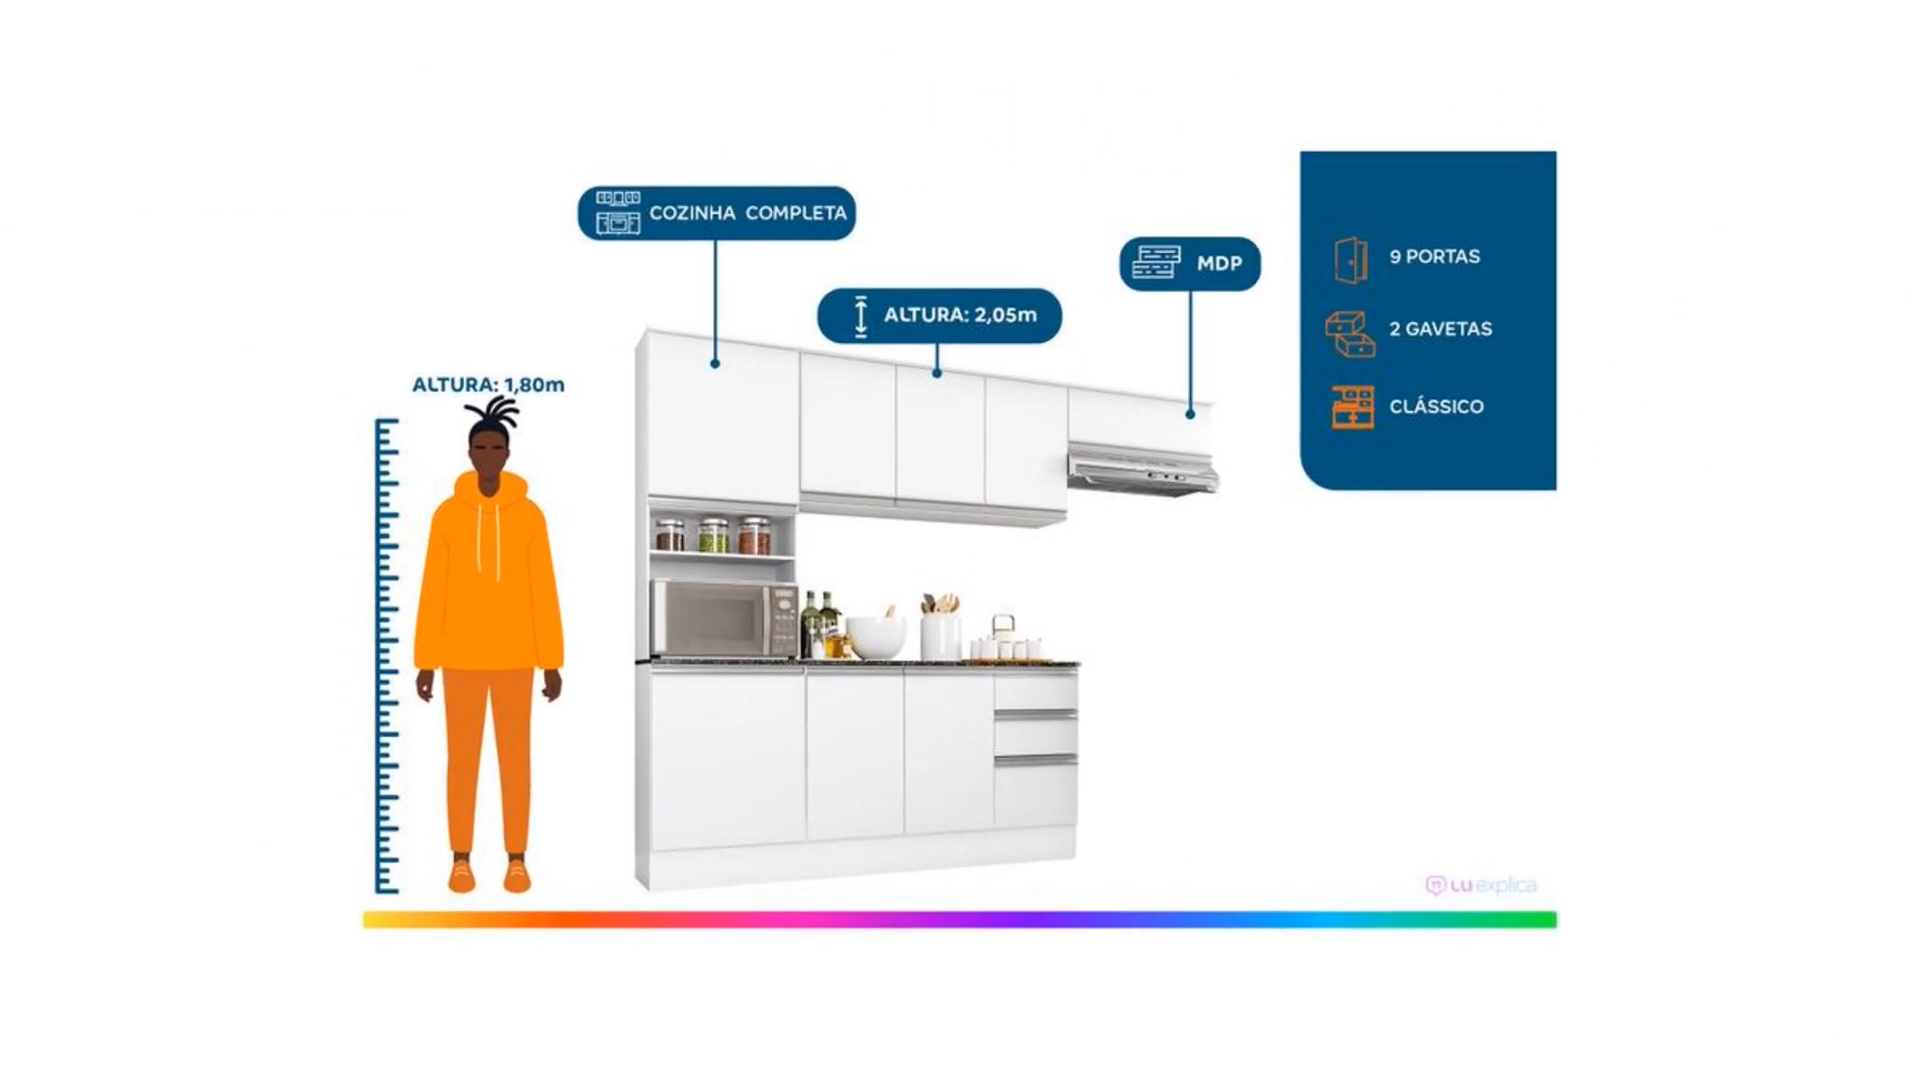 COZINHA COMPLETA
MDP
ALTURA: 2,05m
ALTURA: 1,80m
9 PORTAS
2 GAVETAS
CLÁSSICO
Lu explica